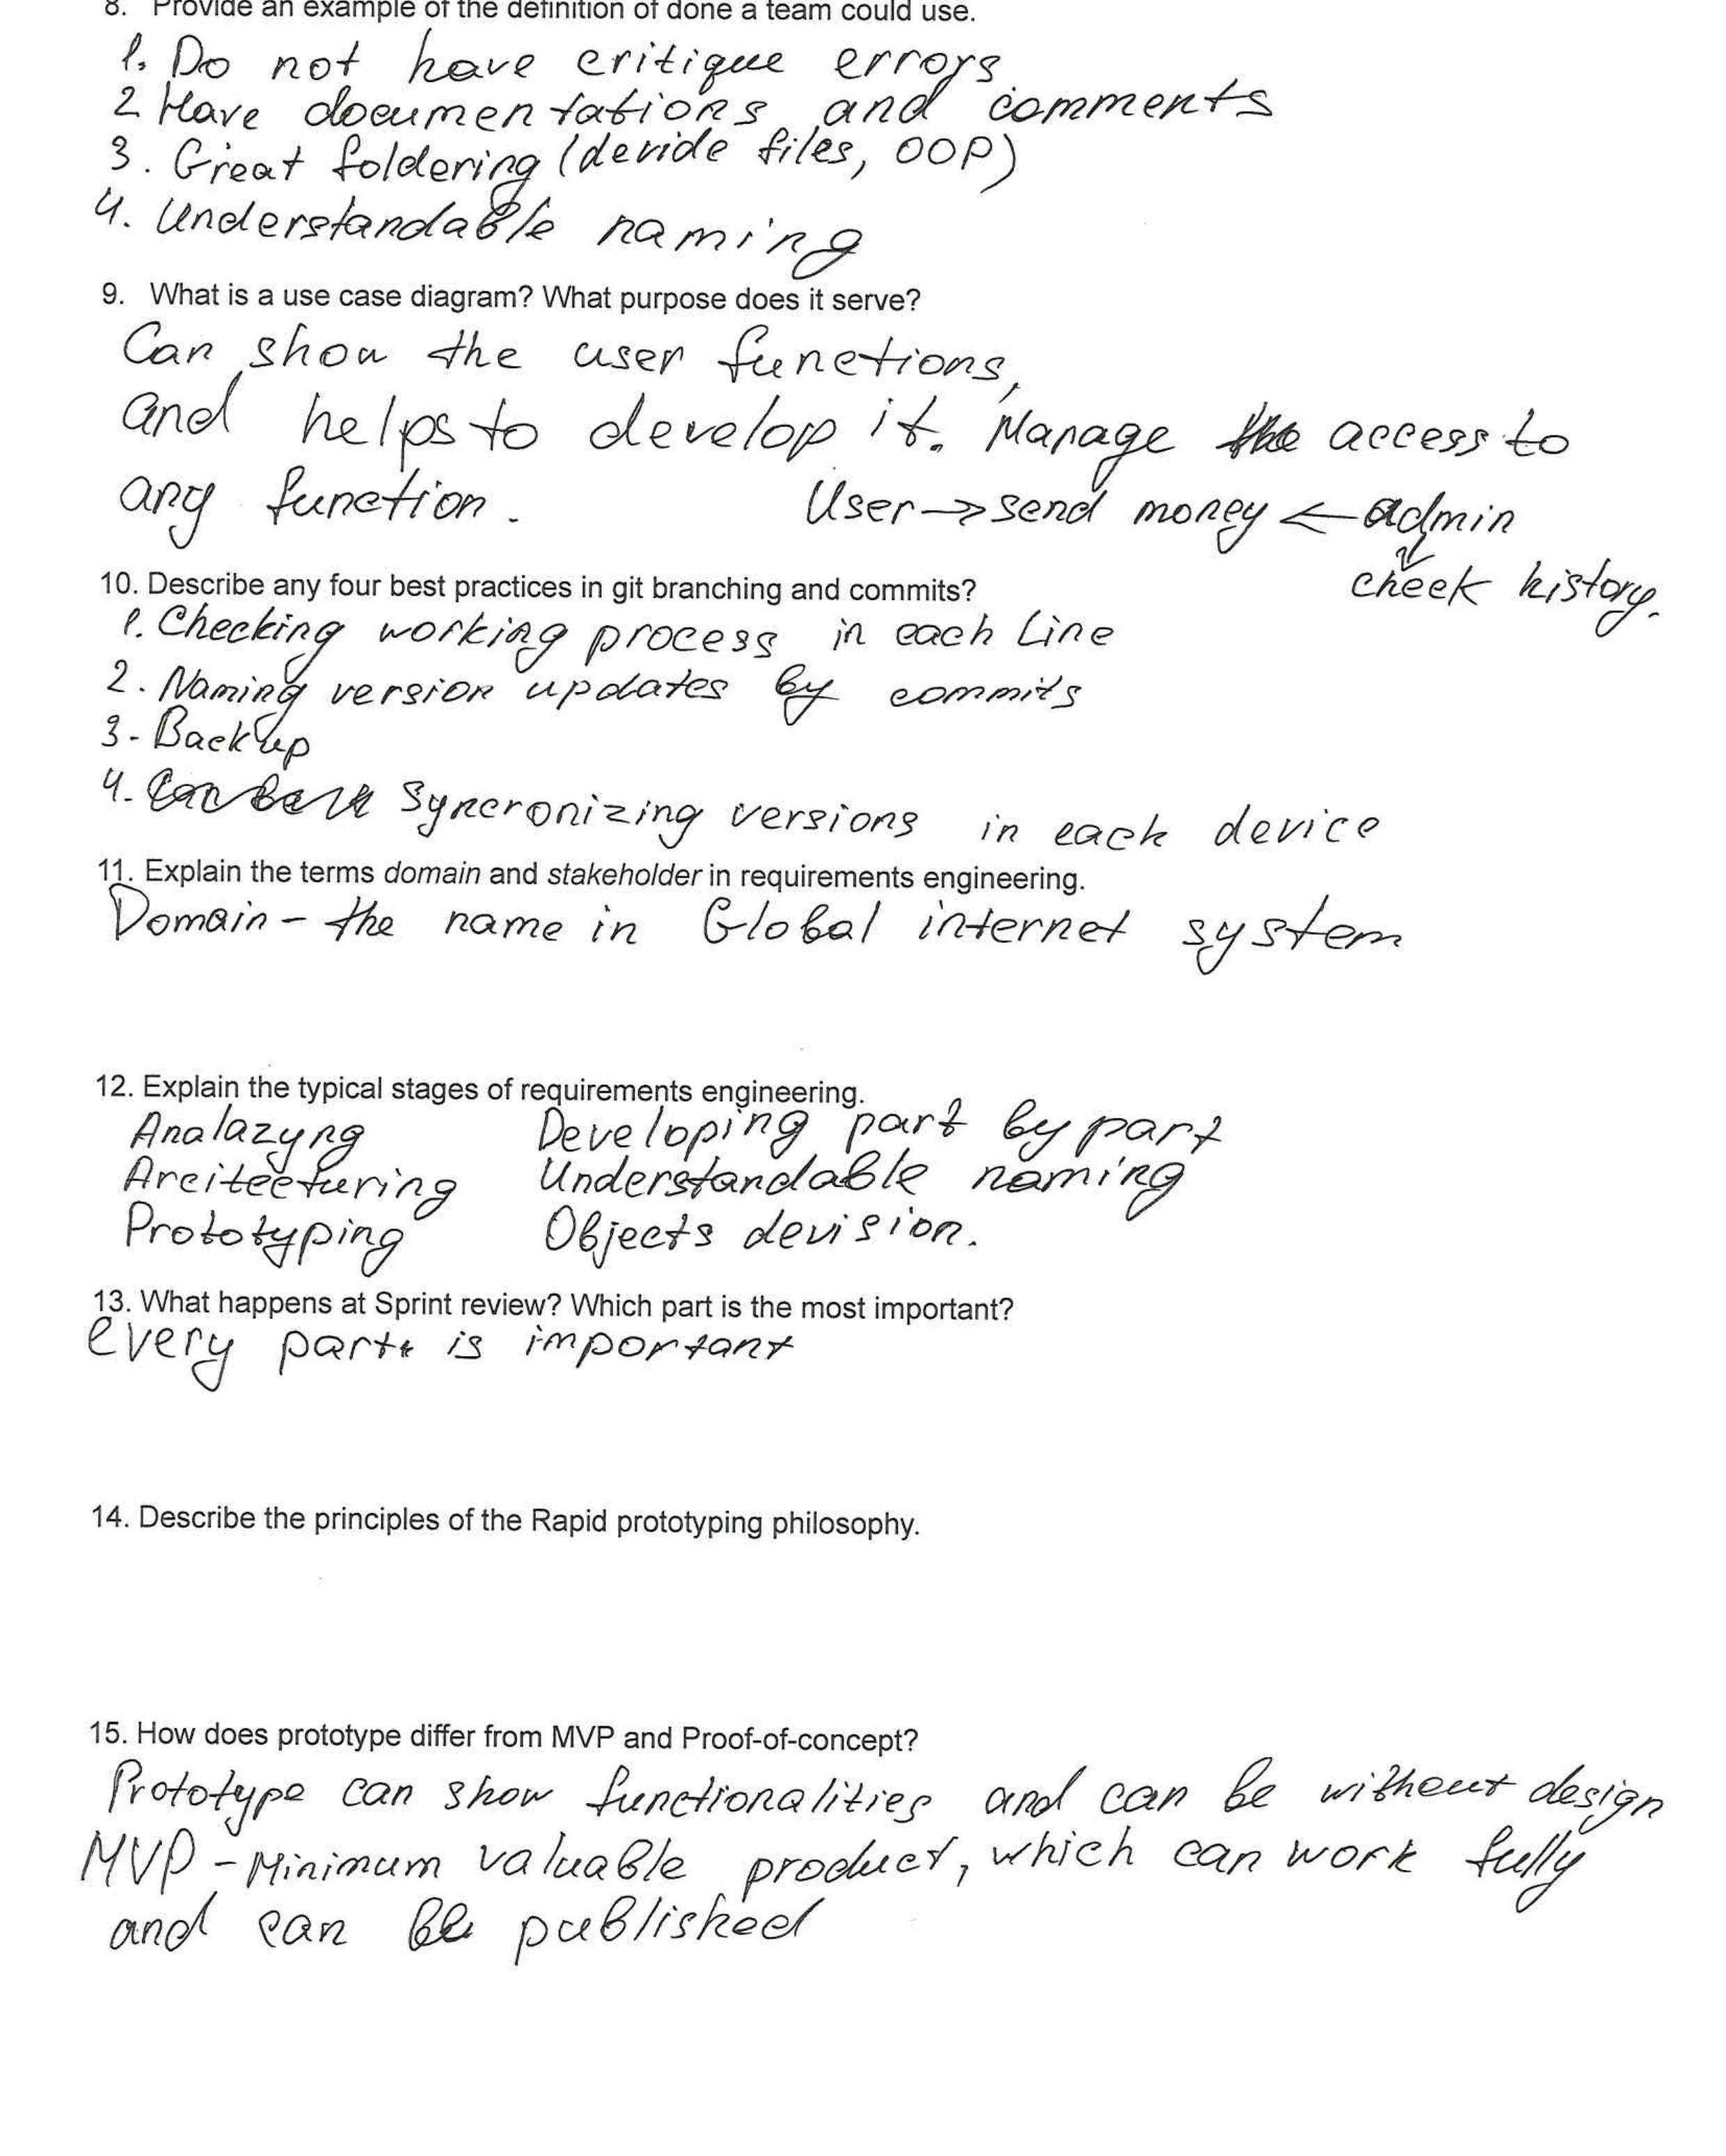 8. Provide an example of the definition of done a team could use.
1. Do not have critique errors
2 Have documentations and comments
3. Great foldering (devide files, OOP)
4. Understandable naming
9. What is a use case diagram? What purpose does it serve?
Can show the user functions,
and helps to develop it. Manage the access to
any function. User → send money ← admin
check history.
10. Describe any four best practices in git branching and commits?
1. Checking working process in each Line
2. Naming version updates by commits
3 - Backup
4. Syncronizing versions in each device
11. Explain the terms domain and stakeholder in requirements engineering.
Domain - the name in Global internet system
12. Explain the typical stages of requirements engineering.
Analazyng Developing part by part
Arcitecturing Understandable naming
Prototyping Objects devision.
13. What happens at Sprint review? Which part is the most important?
every part is important
14. Describe the principles of the Rapid prototyping philosophy.
15. How does prototype differ from MVP and Proof-of-concept?
Prototype can show functionalities and can be without design
MVP - Minimum valuable product, which can work fully
and can be published